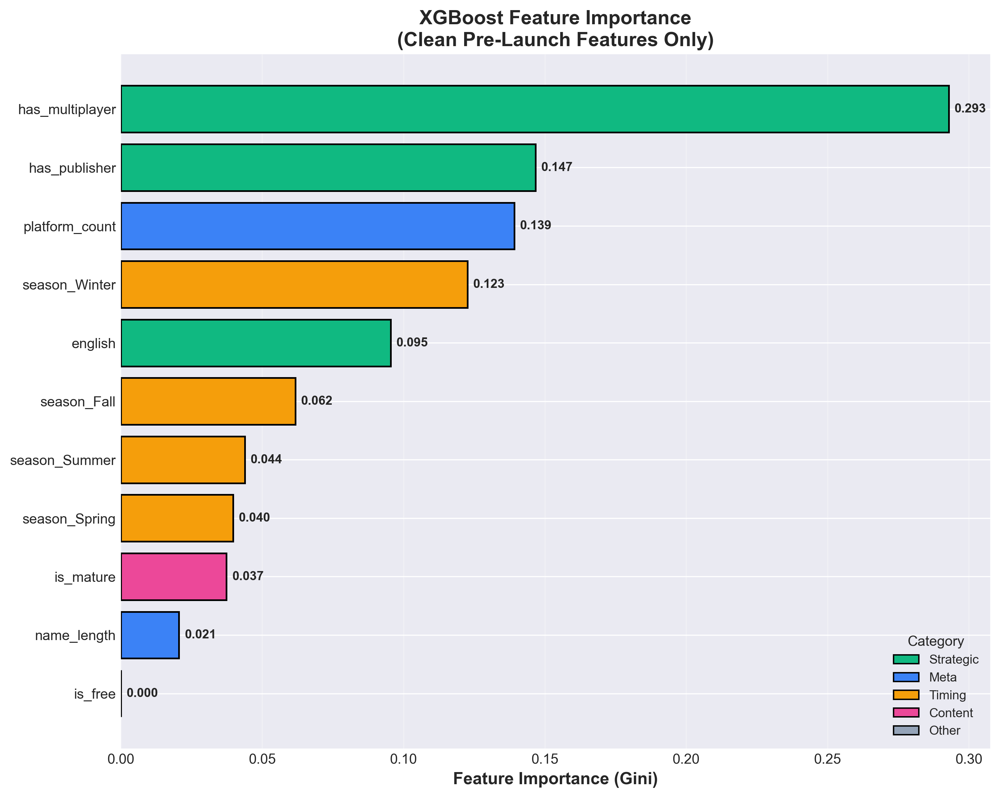 XGBoost Feature Importance
(Clean Pre-Launch Features Only)
has_multiplayer 0.293
has_publisher 0.147
platform_count 0.139
season_Winter 0.123
english 0.095
season_Fall 0.062
season_Summer 0.044
season_Spring 0.040
is_mature 0.037
name_length 0.021
is_free 0.000
Category
Strategic
Meta
Timing
Content
Other
0.00 0.05 0.10 0.15 0.20 0.25 0.30
Feature Importance (Gini)